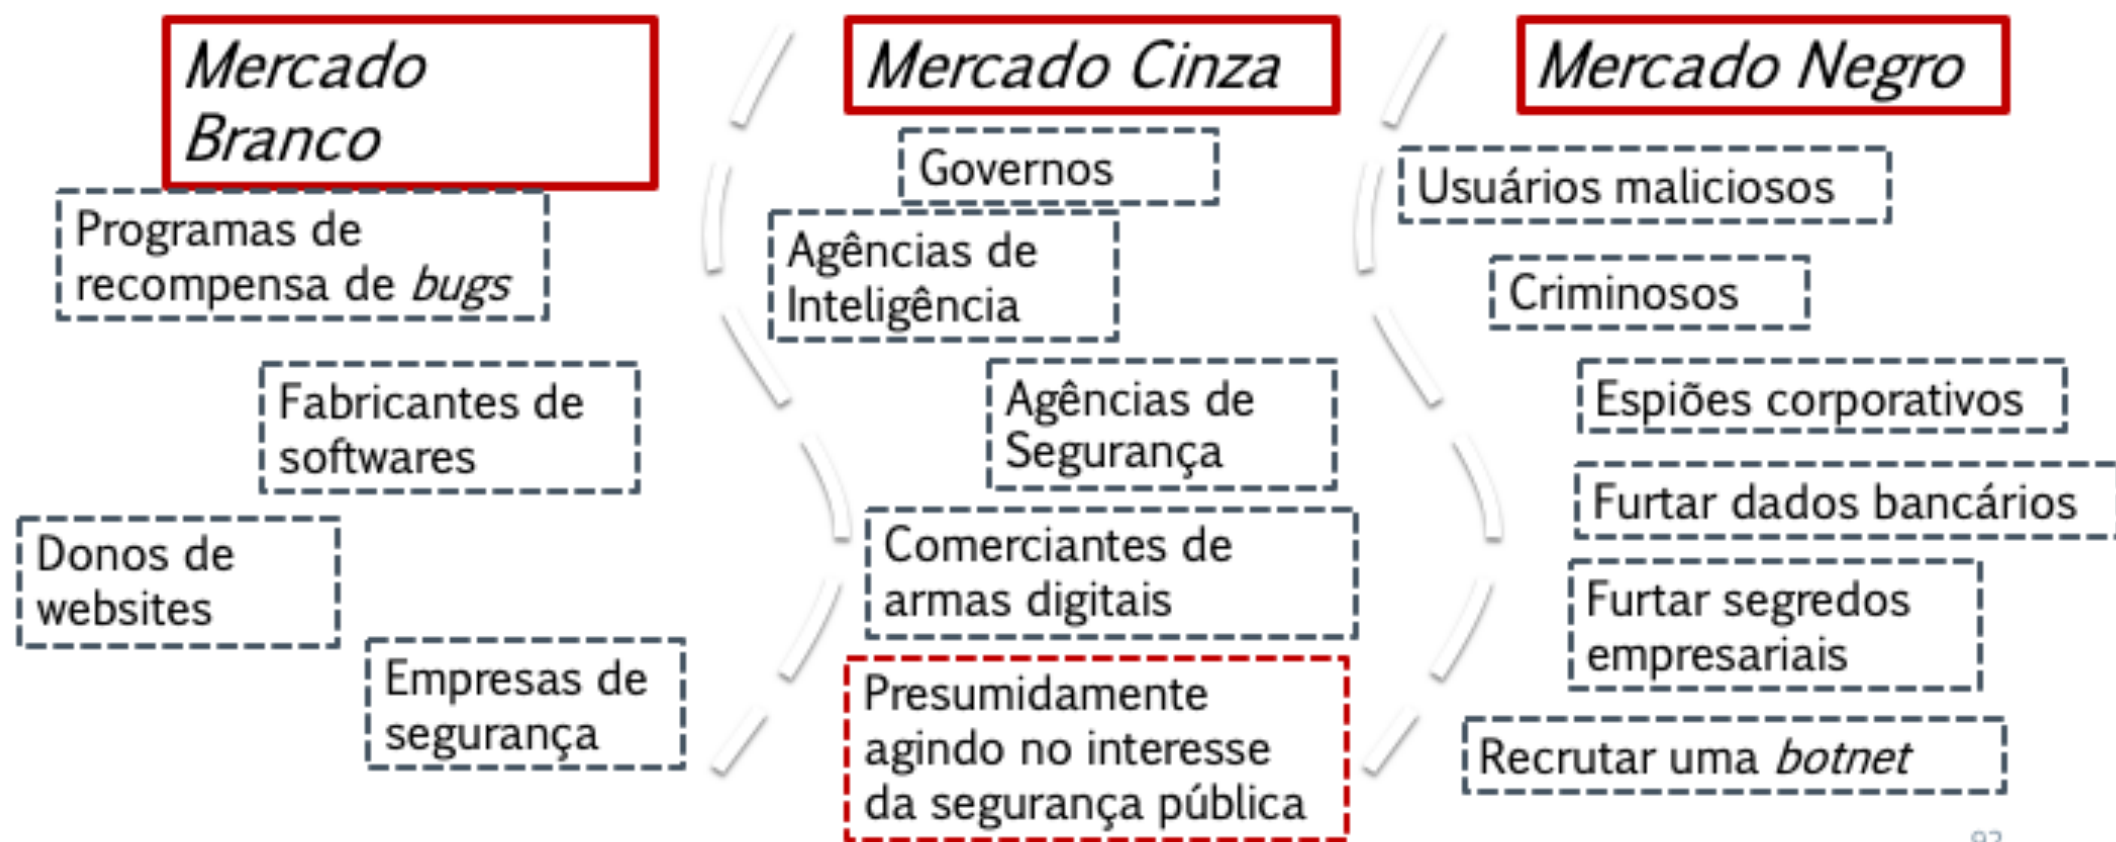 Mercado
Branco
Programas de
recompensa de bugs
Fabricantes de
softwares
Donos de
websites
Empresas de
segurança
Mercado Cinza
Governos
Agências de
Inteligência
Agências de
Segurança
Comerciantes de
armas digitais
Presumidamente
agindo no interesse
da segurança pública
Mercado Negro
Usuários maliciosos
Criminosos
Espiões corporativos
Furtar dados bancários
Furtar segredos
empresariais
Recrutar uma botnet